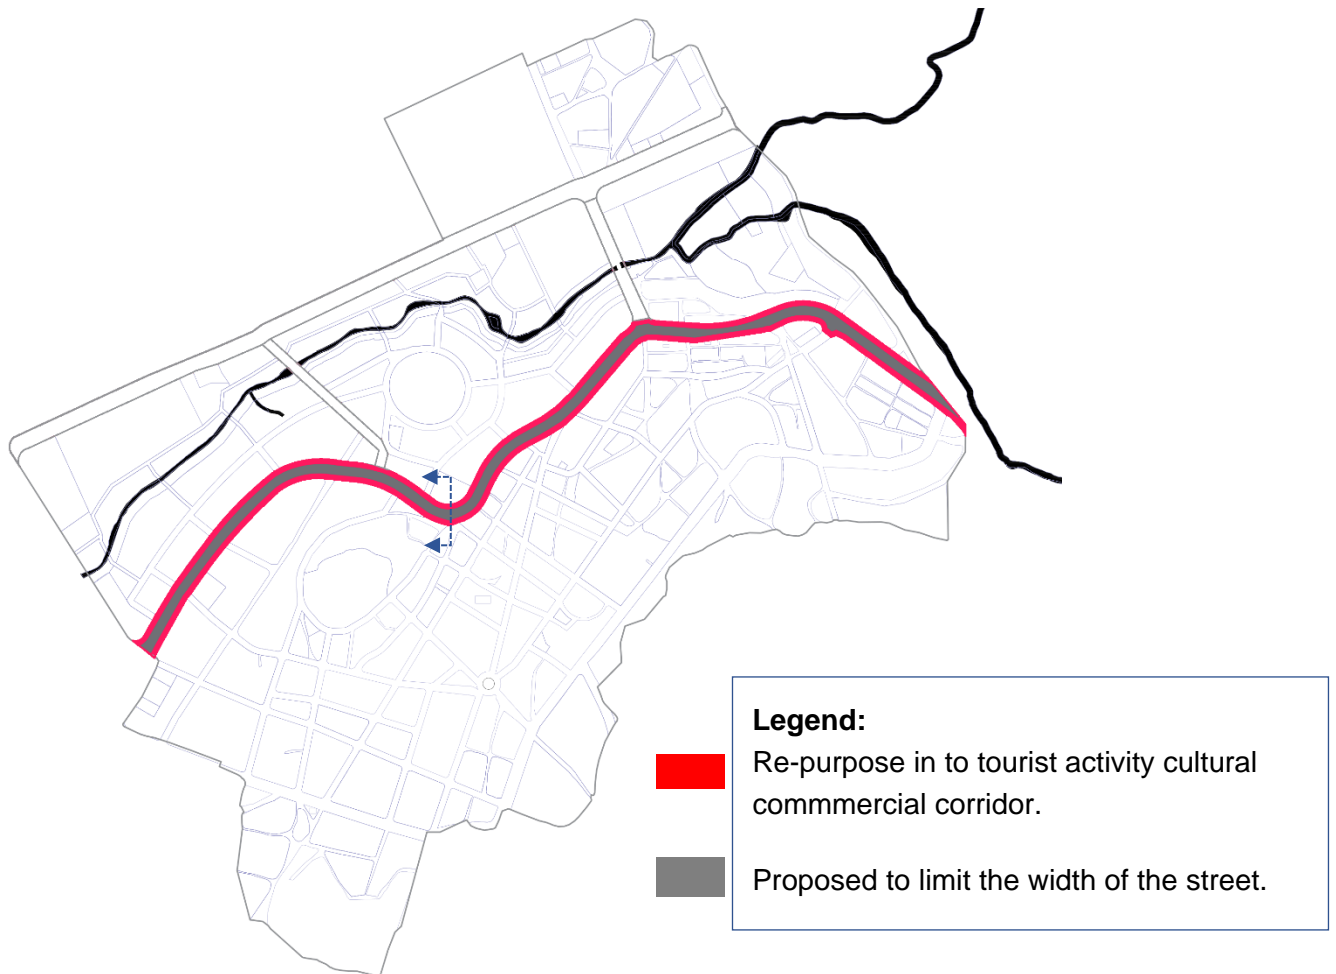 Legend:
Re-purpose in to tourist activity cultural
commmercial corridor.
Proposed to limit the width of the street.